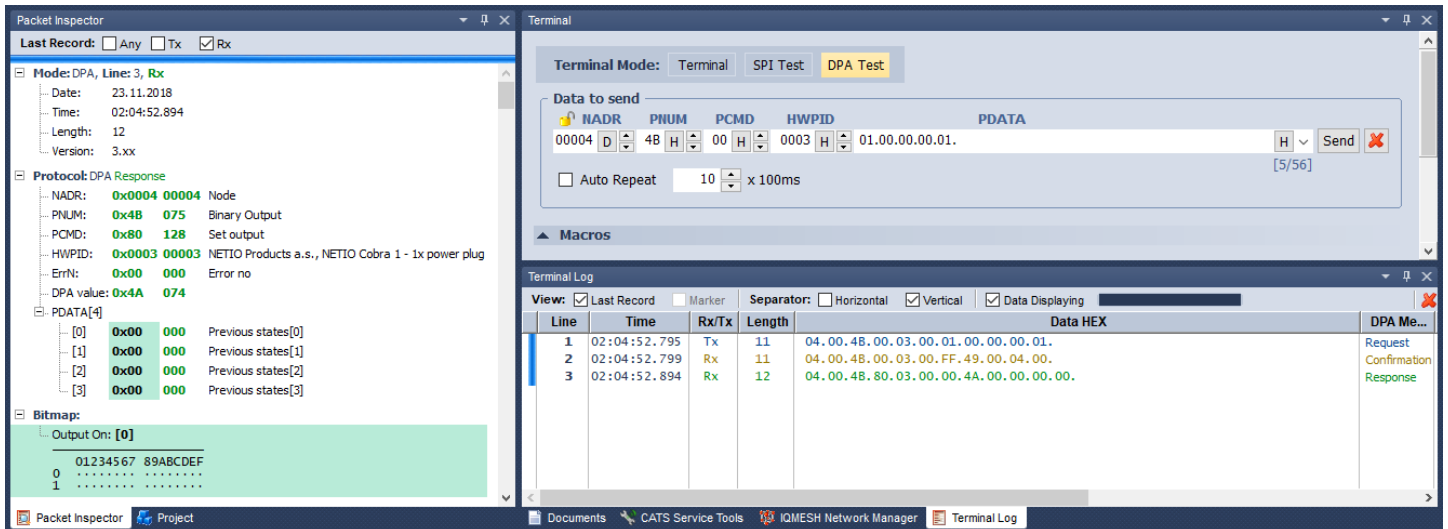 Packet Inspector
Last Record: Any Tx Rx
Mode: DPA, Line: 3, Rx
Date: 23.11.2018
Time: 02:04:52.894
Length: 12
Version: 3.xx
Protocol: DPA Response
NADR: 0x0004 00004 Node
PNUM: 0x4B 075 Binary Output
PCMD: 0x80 128 Set output
HWPID: 0x0003 00003 NETIO Products a.s., NETIO Cobra 1 - 1x power plug
ErrN: 0x00 000 Error no
DPA value: 0x4A 074
PDATA[4]
[0] 0x00 000 Previous states[0]
[1] 0x00 000 Previous states[1]
[2] 0x00 000 Previous states[2]
[3] 0x00 000 Previous states[3]
Bitmap:
Output On: [0]
01234567 89ABCDEF
0 ........ ........
1 ........ ........
Packet Inspector Project
Terminal
Terminal Mode: Terminal SPI Test DPA Test
Data to send
NADR PNUM PCMD HWPID PDATA
00004 D 4B H 00 H 0003 H 01.00.00.00.01. H Send
[5/56]
Auto Repeat 10 x 100ms
Macros
Terminal Log
View: Last Record Marker Separator: Horizontal Vertical Data Displaying
Line Time Rx/Tx Length Data HEX DPA Me...
1 02:04:52.795 Tx 11 04.00.4B.00.03.00.01.00.00.00.01. Request
2 02:04:52.799 Rx 11 04.00.4B.00.03.00.FF.49.00.04.00. Confirmation
3 02:04:52.894 Rx 12 04.00.4B.80.03.00.00.4A.00.00.00.00. Response
Documents CATS Service Tools IQMESH Network Manager Terminal Log